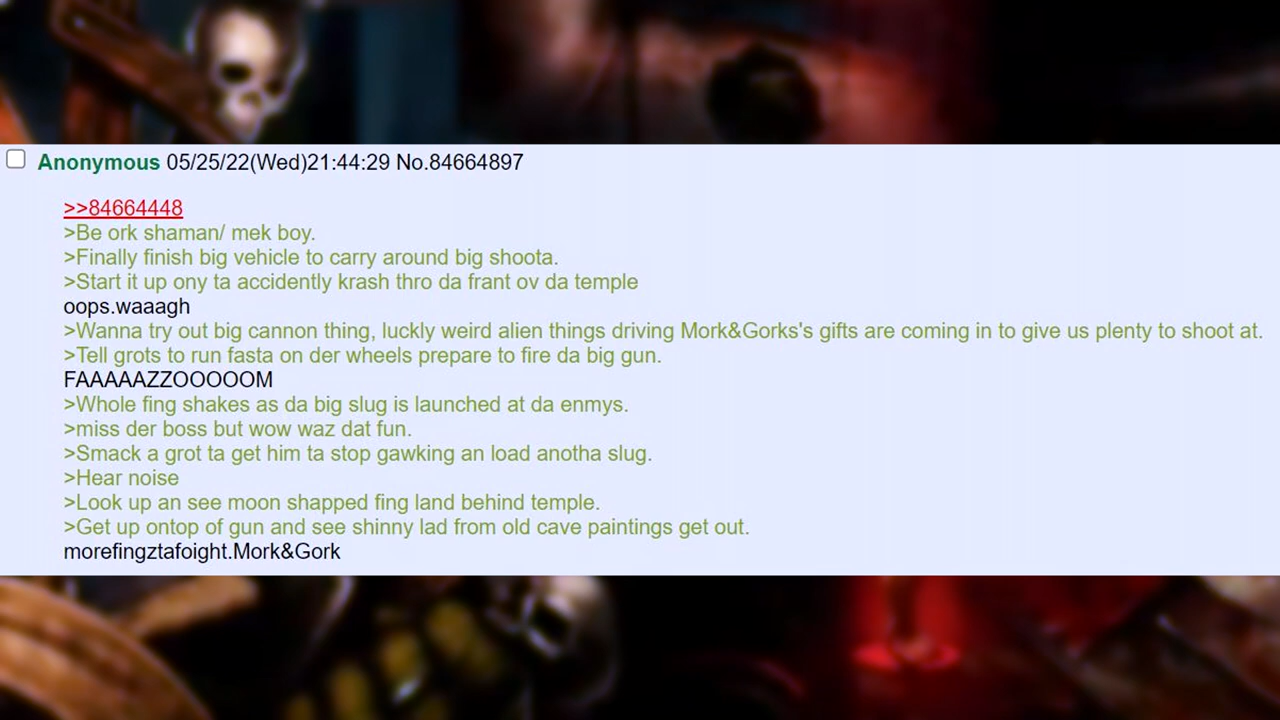 Anonymous 05/25/22(Wed)21:44:29 No.84664897
>>84664448
>Be ork shaman/ mek boy.
>Finally finish big vehicle to carry around big shoota.
>Start it up ony ta accidently krash thro da frant ov da temple
oops.waaagh
>Wanna try out big cannon thing, luckly weird alien things driving Mork&Gorks's gifts are coming in to give us plenty to shoot at.
>Tell grots to run fasta on der wheels prepare to fire da big gun.
FAAAAAZZOOOOOM
>Whole fing shakes as da big slug is launched at da enmys.
>miss der boss but wow waz dat fun.
>Smack a grot ta get him ta stop gawking an load anotha slug.
>Hear noise
>Look up an see moon shapped fing land behind temple.
>Get up ontop of gun and see shinny lad from old cave paintings get out.
morefingztafoight.Mork&Gork